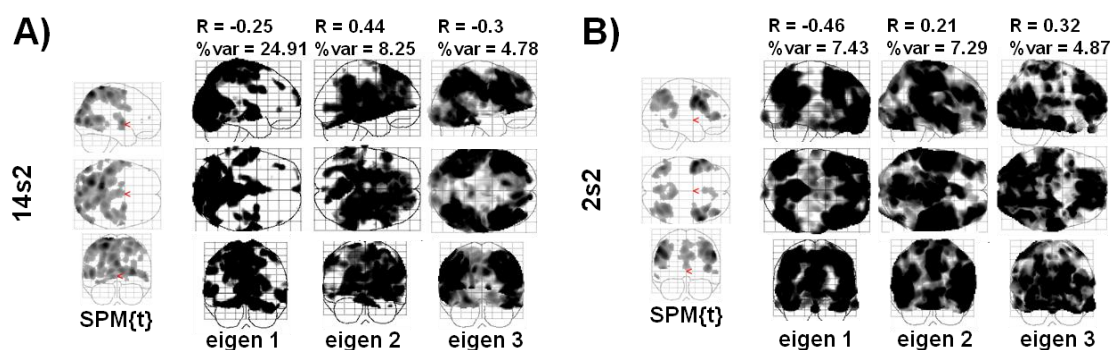 A)
R = -0.25
%var = 24.91
R = 0.44
%var = 8.25
R = -0.3
%var = 4.78
14s2
SPM{t}
eigen 1
eigen 2
eigen 3
B)
R = -0.46
%var = 7.43
R = 0.21
%var = 7.29
R = 0.32
%var = 4.87
2s2
SPM{t}
eigen 1
eigen 2
eigen 3